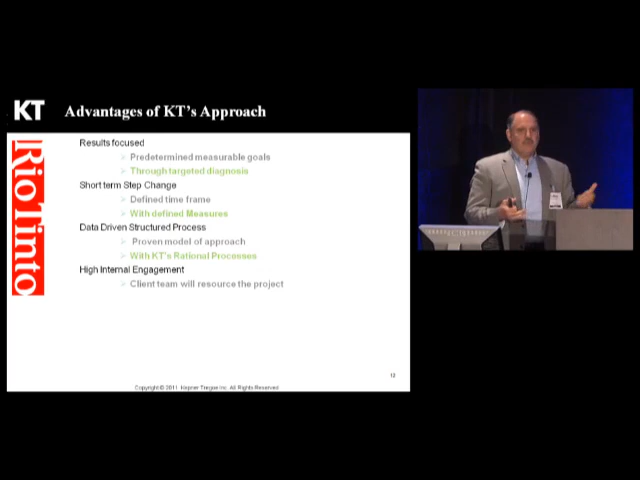 KT
Advantages of KT's Approach
RioTinto
Results focused
Predetermined measurable goals
Through targeted diagnosis
Short term Step Change
Defined time frame
With defined Measures
Data Driven Structured Process
Proven model of approach
With KT's Rational Processes
High Internal Engagement
Client team will resource the project
12
Copyright © 2011 Kepner Tregoe Inc. All Rights Reserved